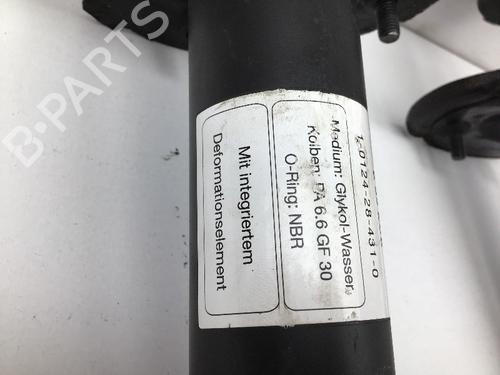 B-PARTS
1-0124-28-431-0
Medium: Glykol-Wasser
Kolben: PA 6.6 GF 30
O-Ring: NBR
Mit integriertem
Deformationselement